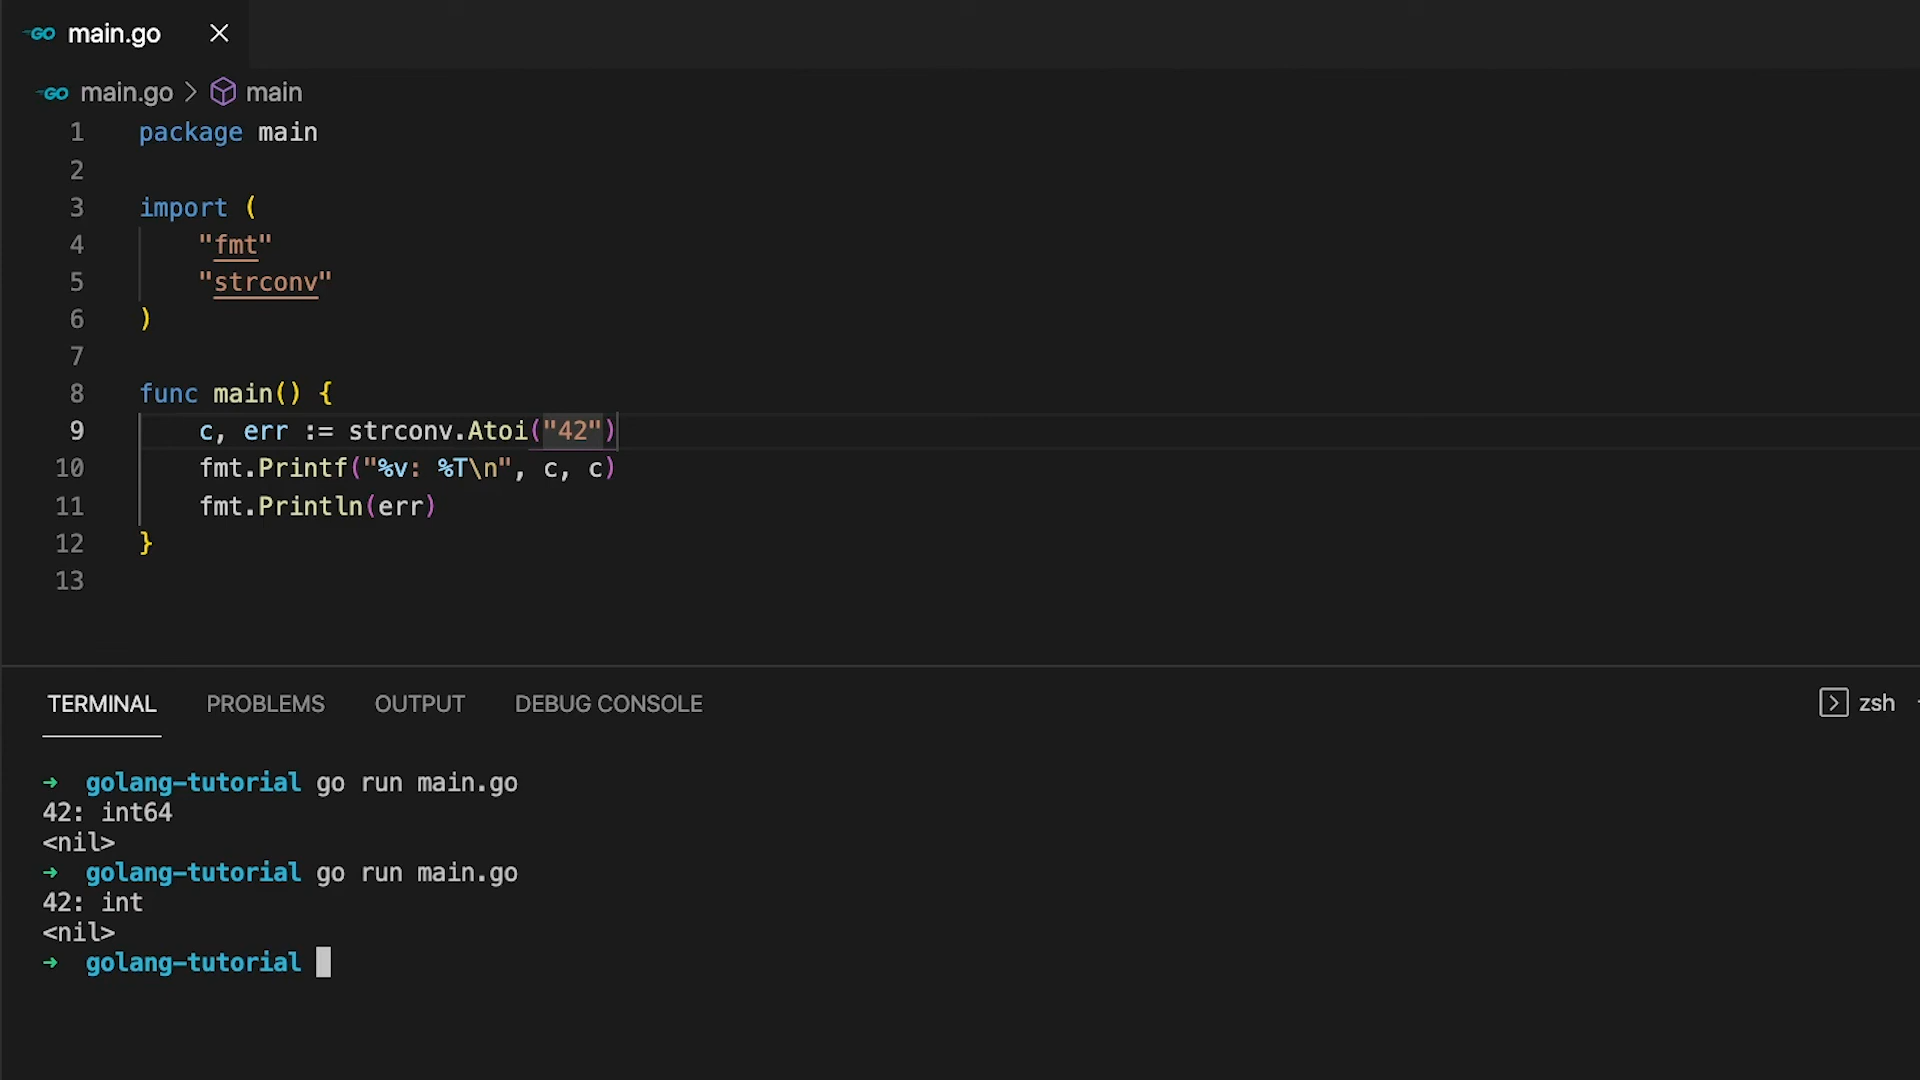 GO main.go
GO main.go > main
1 package main
2
3 import (
4 "fmt"
5 "strconv"
6 )
7
8 func main() {
9 c, err := strconv.Atoi("42")
10 fmt.Printf("%v: %T\n", c, c)
11 fmt.Println(err)
12 }
13
TERMINAL PROBLEMS OUTPUT DEBUG CONSOLE zsh
➜ golang-tutorial go run main.go
42: int64
<nil>
➜ golang-tutorial go run main.go
42: int
<nil>
➜ golang-tutorial